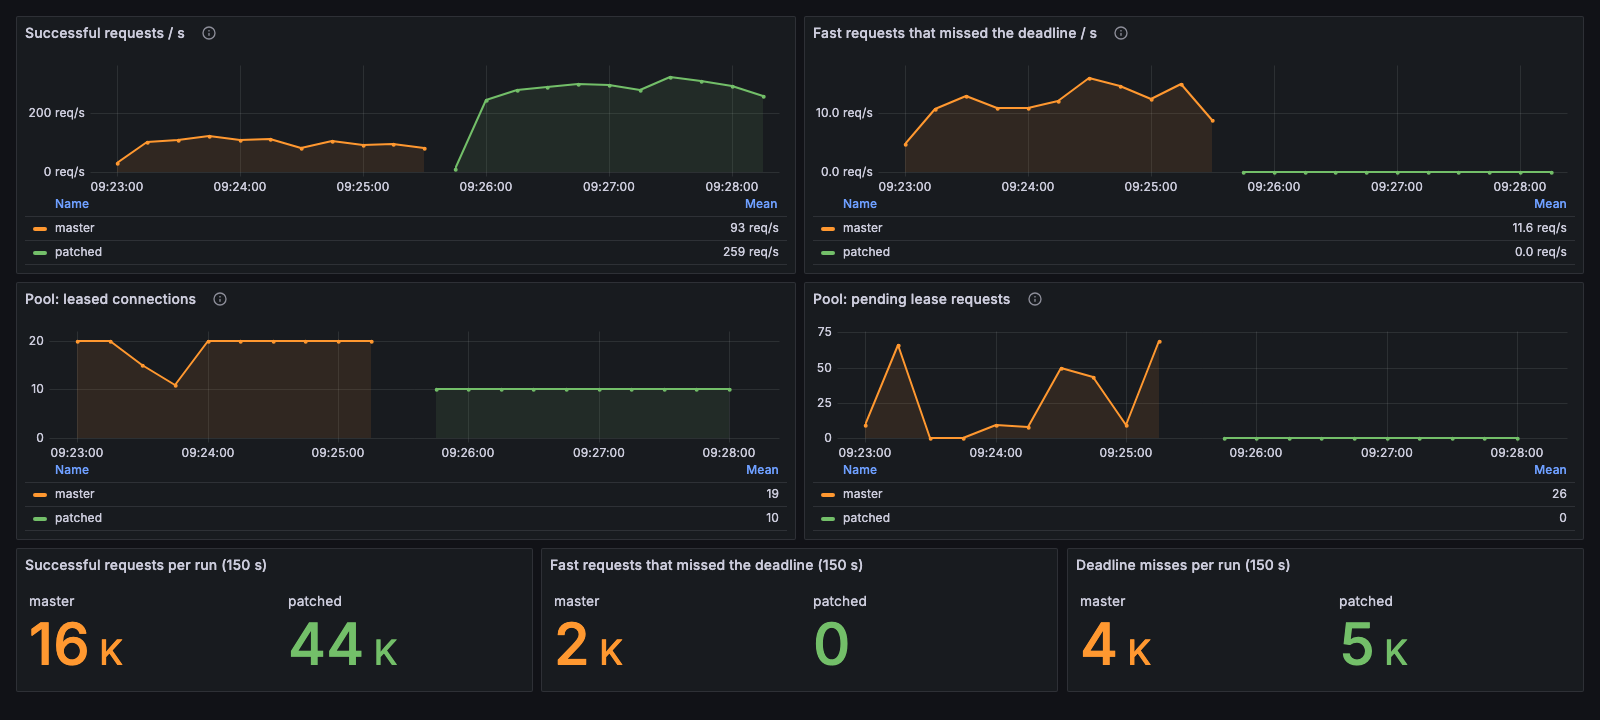 Successful requests / s
200 req/s
0 req/s
09:23:00 09:24:00 09:25:00 09:26:00 09:27:00 09:28:00
Name Mean
master 93 req/s
patched 259 req/s
Fast requests that missed the deadline / s
10.0 req/s
0.0 req/s
09:23:00 09:24:00 09:25:00 09:26:00 09:27:00 09:28:00
Name Mean
master 11.6 req/s
patched 0.0 req/s
Pool: leased connections
20
10
0
09:23:00 09:24:00 09:25:00 09:26:00 09:27:00 09:28:00
Name Mean
master 19
patched 10
Pool: pending lease requests
75
50
25
0
09:23:00 09:24:00 09:25:00 09:26:00 09:27:00 09:28:00
Name Mean
master 26
patched 0
Successful requests per run (150 s)
master patched
16 K 44 K
Fast requests that missed the deadline (150 s)
master patched
2 K 0
Deadline misses per run (150 s)
master patched
4 K 5 K